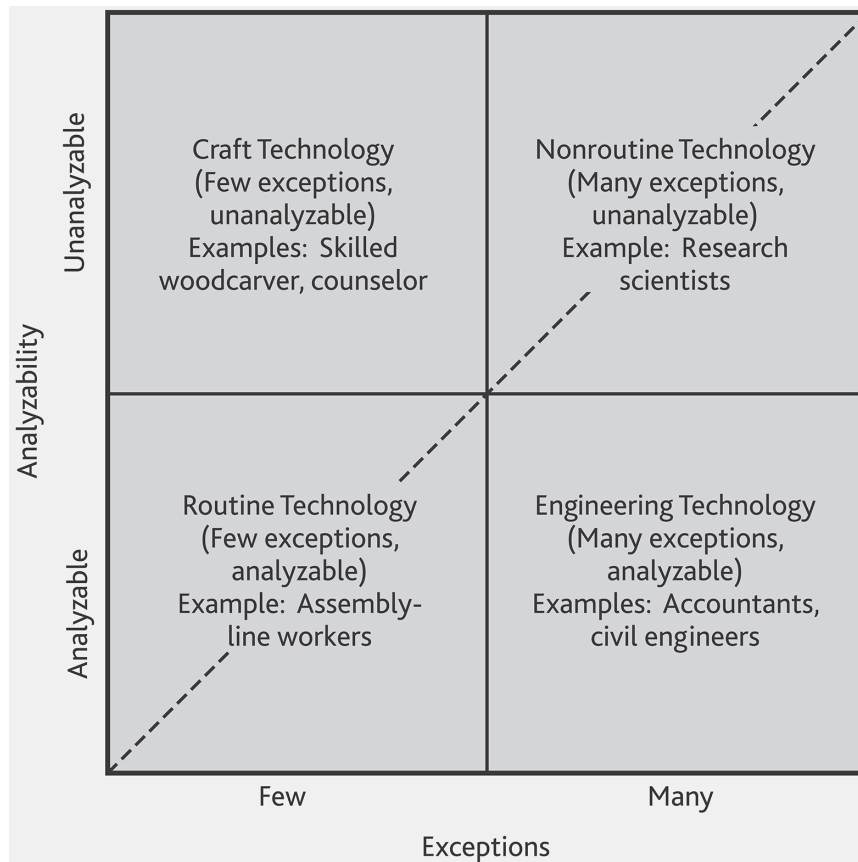 Analyzability
Unanalyzable
Analyzable
Craft Technology
(Few exceptions,
unanalyzable)
Examples: Skilled
woodcarver, counselor
Nonroutine Technology
(Many exceptions,
unanalyzable)
Example: Research
scientists
Routine Technology
(Few exceptions,
analyzable)
Example: Assembly-
line workers
Engineering Technology
(Many exceptions,
analyzable)
Examples: Accountants,
civil engineers
Few
Many
Exceptions